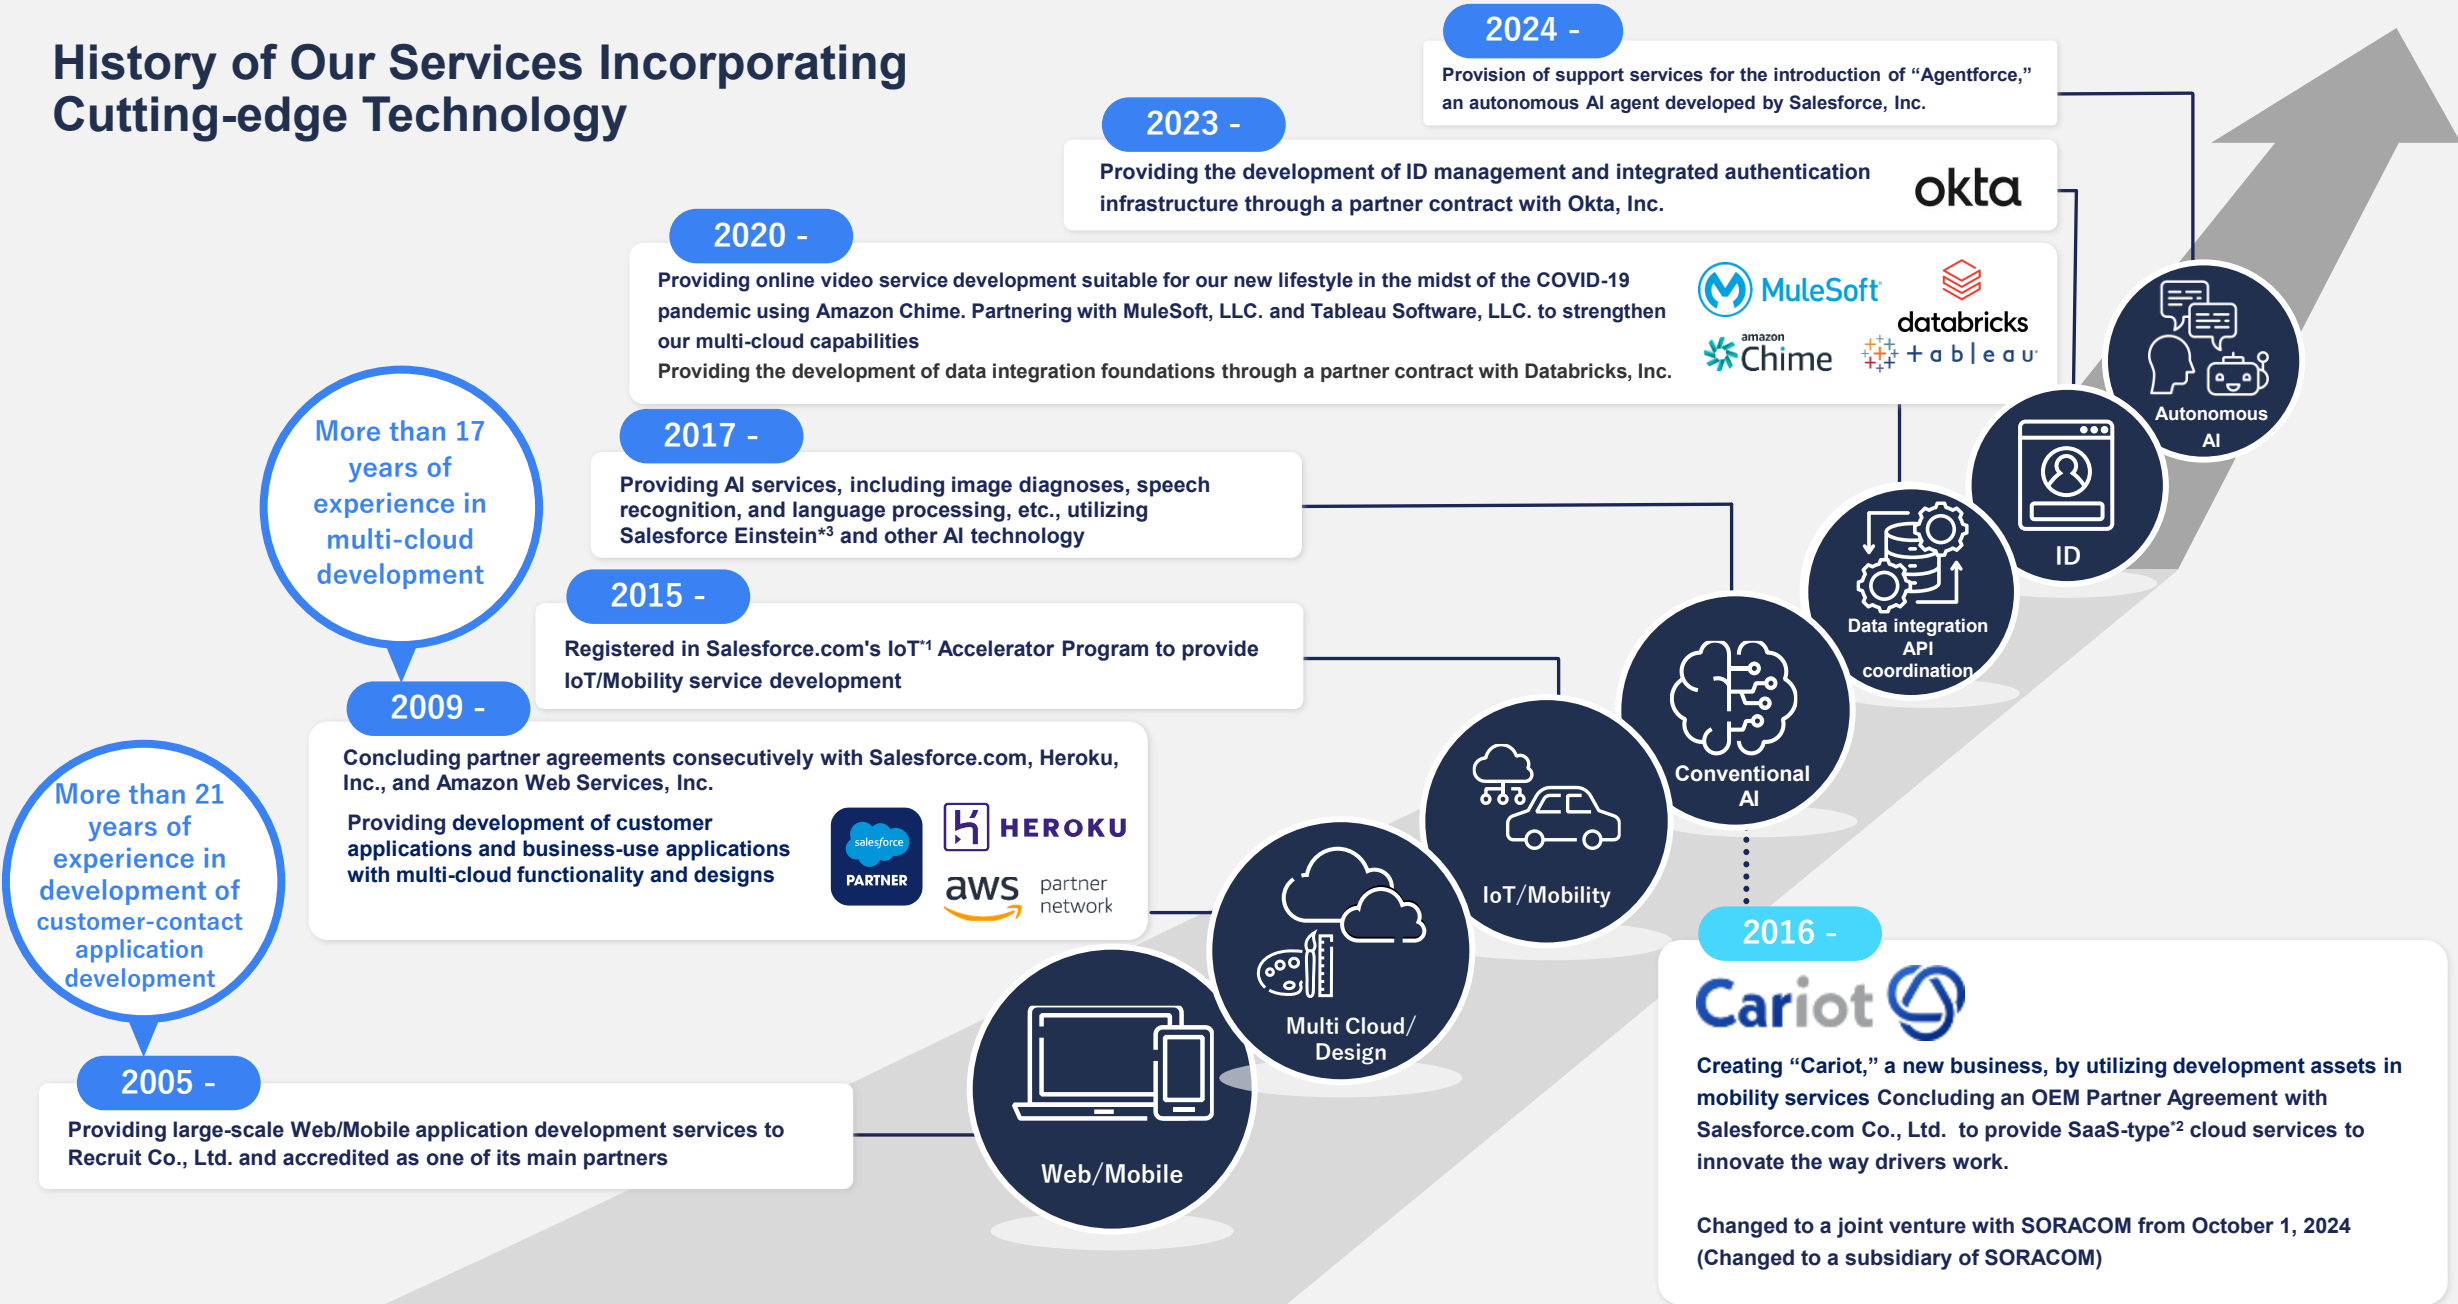 History of Our Services Incorporating
Cutting-edge Technology
2024 -
Provision of support services for the introduction of “Agentforce,”
an autonomous AI agent developed by Salesforce, Inc.
2023 -
Providing the development of ID management and integrated authentication
infrastructure through a partner contract with Okta, Inc.
okta
2020 -
Providing online video service development suitable for our new lifestyle in the midst of the COVID-19
pandemic using Amazon Chime. Partnering with MuleSoft, LLC. and Tableau Software, LLC. to strengthen
our multi-cloud capabilities
Providing the development of data integration foundations through a partner contract with Databricks, Inc.
MuleSoft
databricks
amazon
Chime
+ableau
2017 -
Providing AI services, including image diagnoses, speech
recognition, and language processing, etc., utilizing
Salesforce Einstein*3 and other AI technology
2015 -
Registered in Salesforce.com's IoT*1 Accelerator Program to provide
IoT/Mobility service development
More than 17
years of
experience in
multi-cloud
development
2009 -
Concluding partner agreements consecutively with Salesforce.com, Heroku,
Inc., and Amazon Web Services, Inc.
Providing development of customer
applications and business-use applications
with multi-cloud functionality and designs
salesforce
PARTNER
HEROKU
aws
partner
network
More than 21
years of
experience in
development of
customer-contact
application
development
2005 -
Providing large-scale Web/Mobile application development services to
Recruit Co., Ltd. and accredited as one of its main partners
Web/Mobile
Multi Cloud/
Design
IoT/Mobility
Conventional
AI
Data integration
API
coordination
ID
Autonomous
AI
2016 -
Cariot
Creating “Cariot,” a new business, by utilizing development assets in
mobility services Concluding an OEM Partner Agreement with
Salesforce.com Co., Ltd. to provide SaaS-type*2 cloud services to
innovate the way drivers work.
Changed to a joint venture with SORACOM from October 1, 2024
(Changed to a subsidiary of SORACOM)